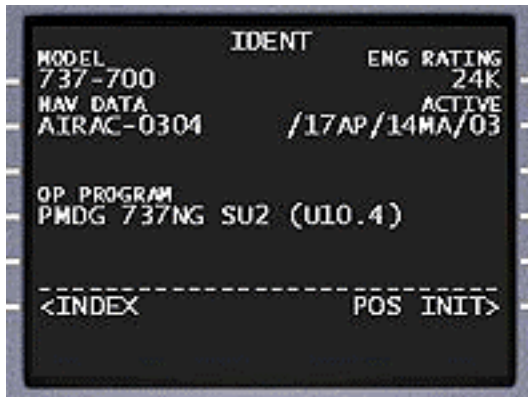 IDENT
MODEL ENG RATING
737-700 24K
NAV DATA ACTIVE
AIRAC-0304 /17AP/14MA/03
OP PROGRAM
PMDG 737NG SU2 (U10.4)
----------------------------
<INDEX POS INIT>